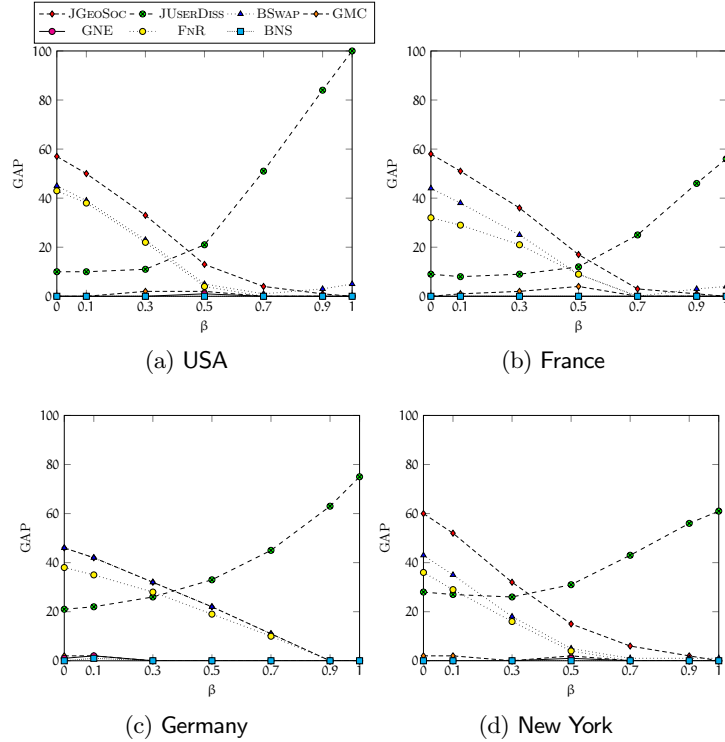 JGEOSOC JUSERDISS BSWAP GMC
GNE FNR BNS
100
80
60
40
20
0
GAP
0 0.1 0.3 0.5 0.7 0.9 1
β
(a) USA
100
80
60
40
20
0
GAP
0 0.1 0.3 0.5 0.7 0.9 1
β
(b) France
100
80
60
40
20
0
GAP
0 0.1 0.3 0.5 0.7 0.9 1
β
(c) Germany
100
80
60
40
20
0
GAP
0 0.1 0.3 0.5 0.7 0.9 1
β
(d) New York